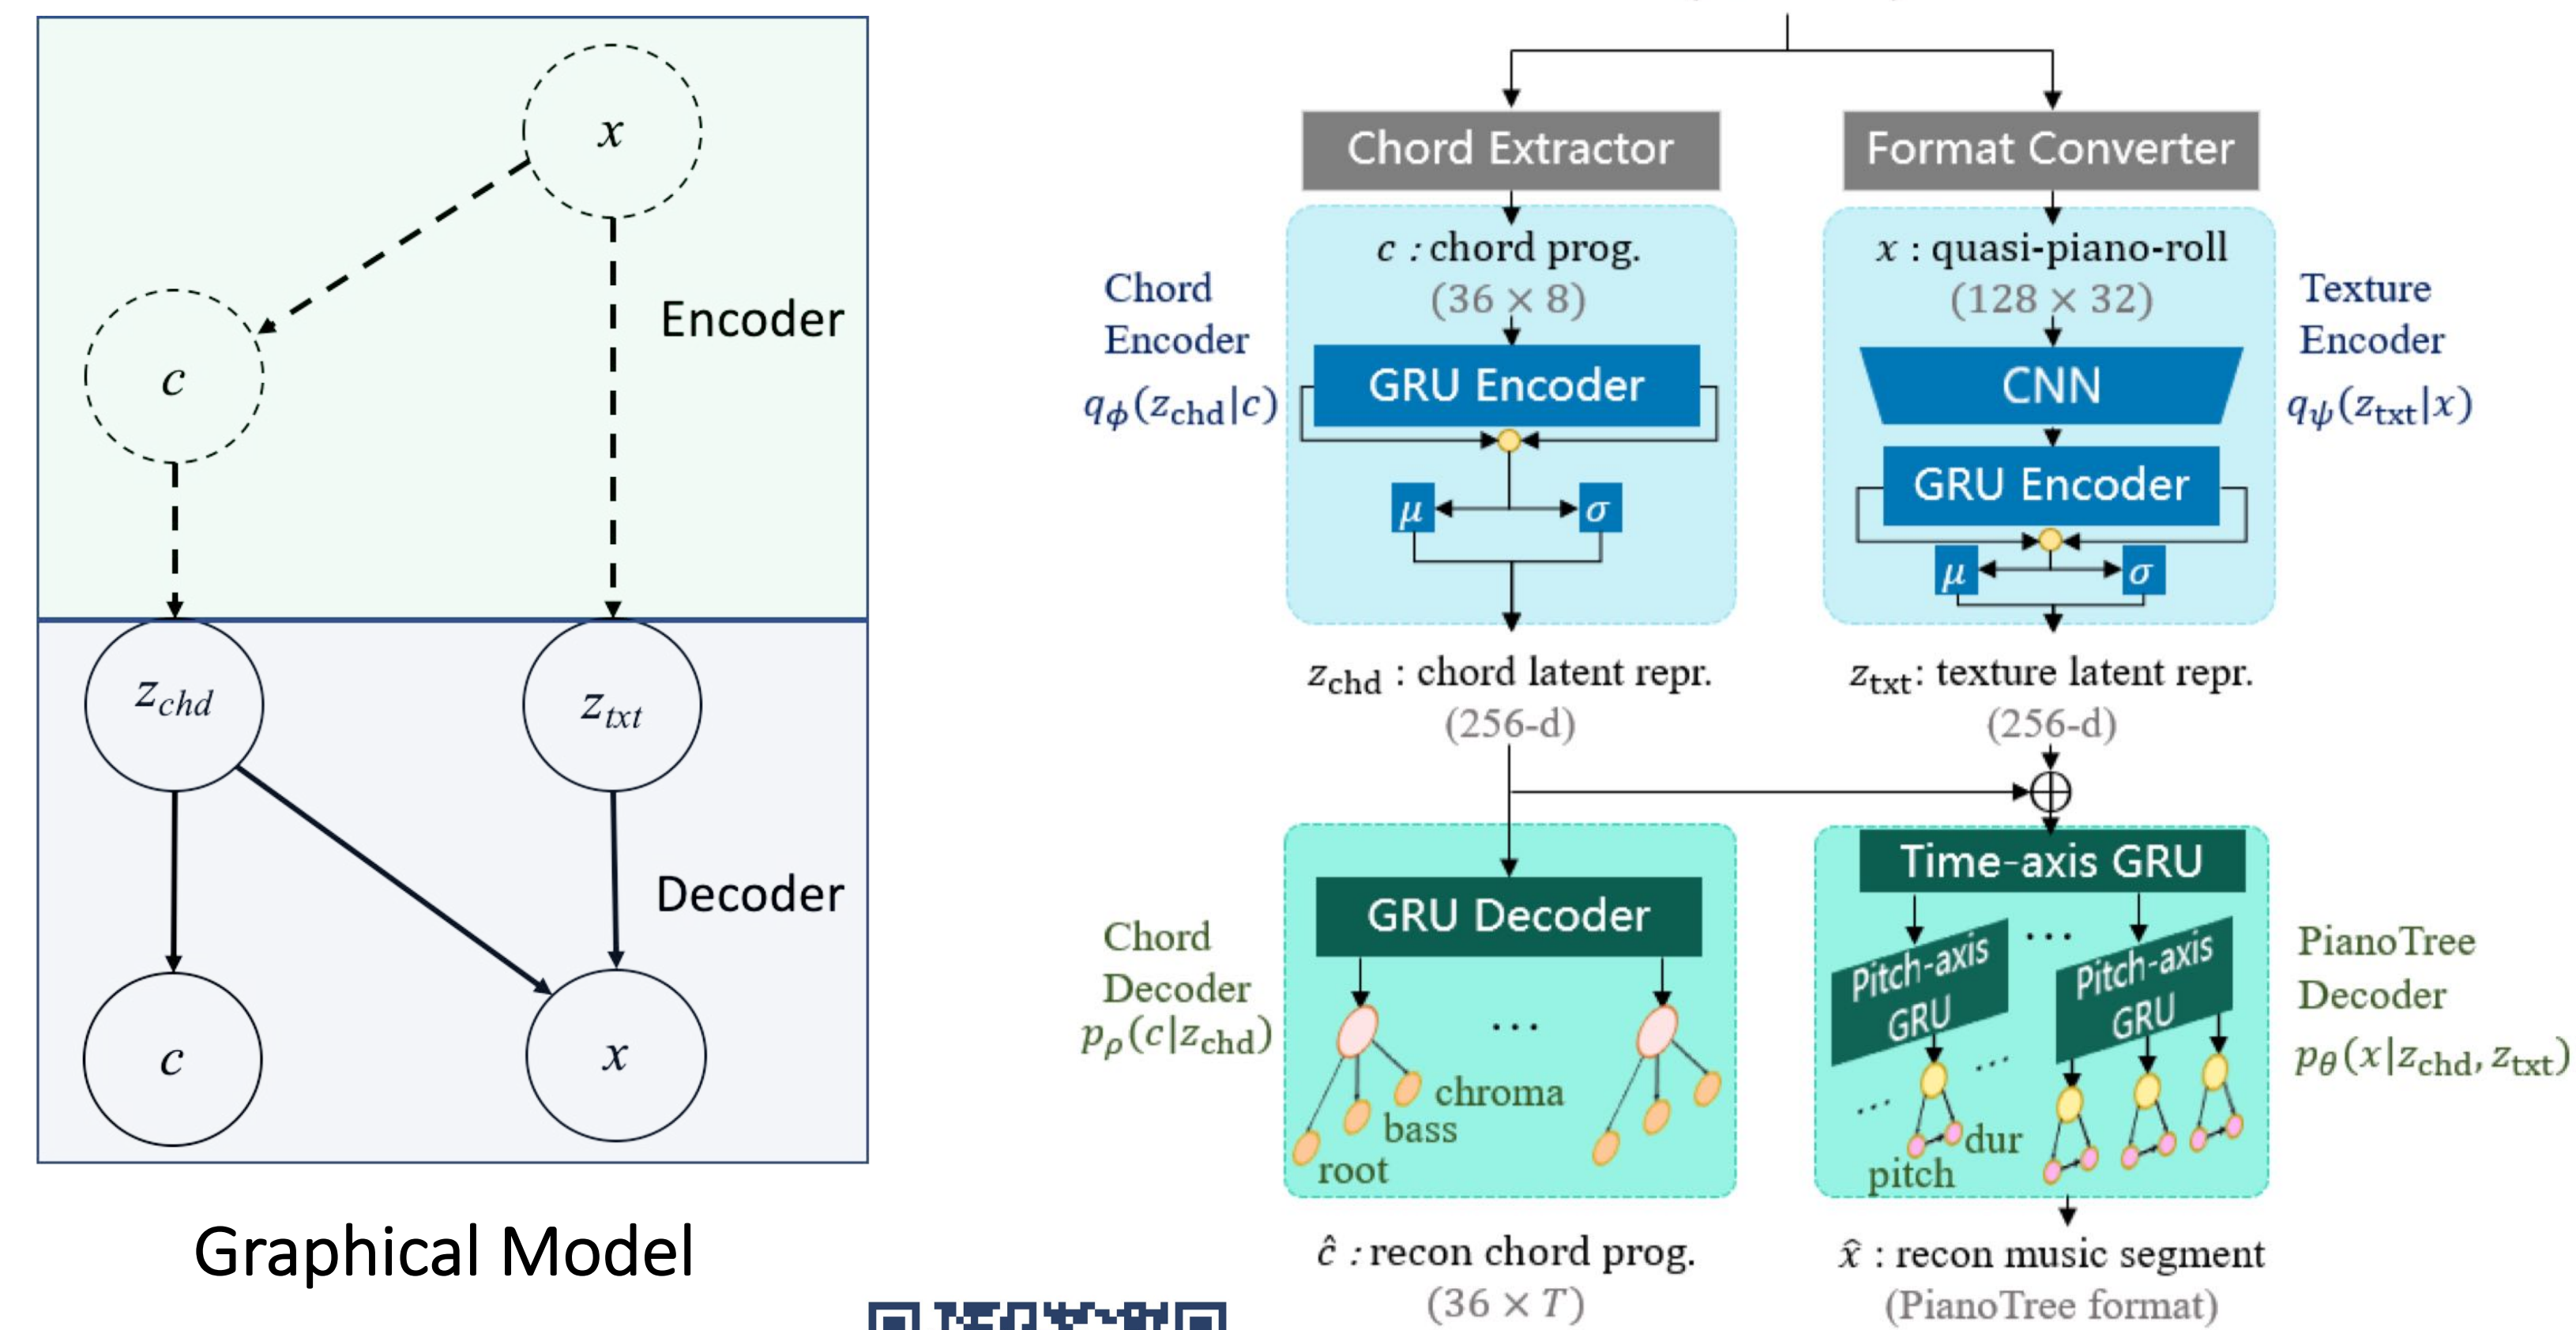 x
c
Encoder
z_chd
z_txt
Decoder
c
x
Graphical Model
Chord Extractor
Format Converter
c : chord prog.
(36 × 8)
x : quasi-piano-roll
(128 × 32)
Chord
Encoder
q_ϕ(z_chd|c)
GRU Encoder
μ
σ
Texture
Encoder
q_ψ(z_txt|x)
CNN
GRU Encoder
μ
σ
z_chd : chord latent repr.
(256-d)
z_txt: texture latent repr.
(256-d)
⊕
Chord
Decoder
p_ρ(c|z_chd)
GRU Decoder
...
chroma
bass
root
Time-axis GRU
Pitch-axis
GRU
...
Pitch-axis
GRU
...
...
dur
pitch
PianoTree
Decoder
p_θ(x|z_chd, z_txt)
ĉ : recon chord prog.
(36 × T)
x̂ : recon music segment
(PianoTree format)